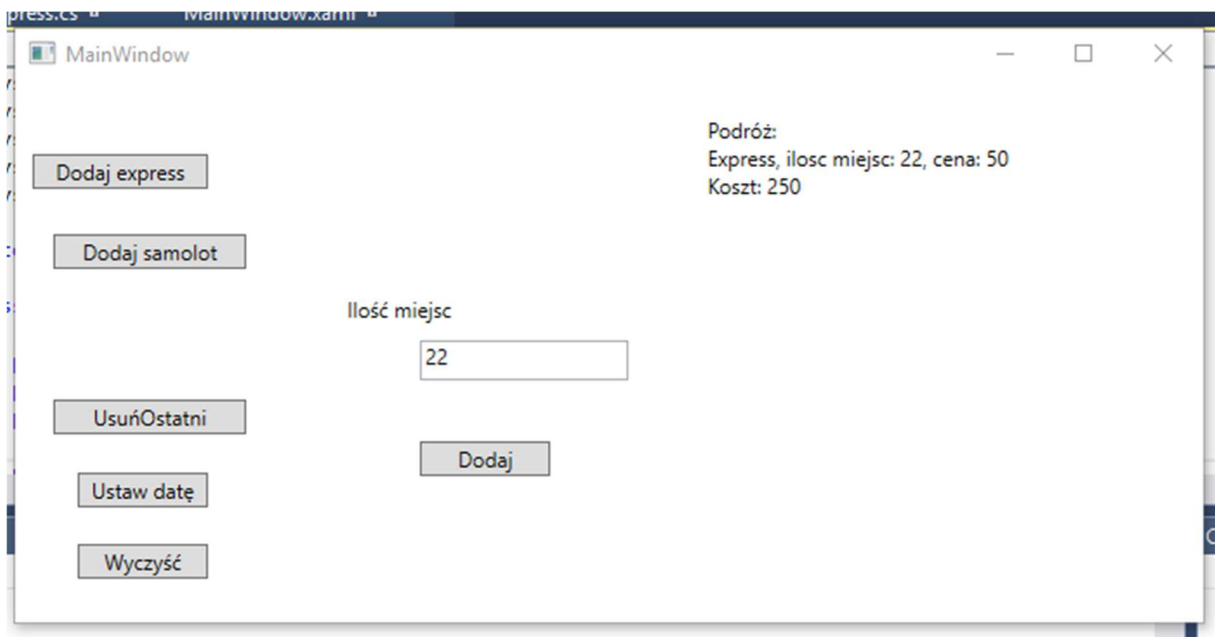 press.cs MainWindow.xaml
MainWindow
Podróż:
Express, ilosc miejsc: 22, cena: 50
Koszt: 250
Dodaj express
Dodaj samolot
Ilość miejsc
22
UsuńOstatni
Dodaj
Ustaw datę
Wyczyść